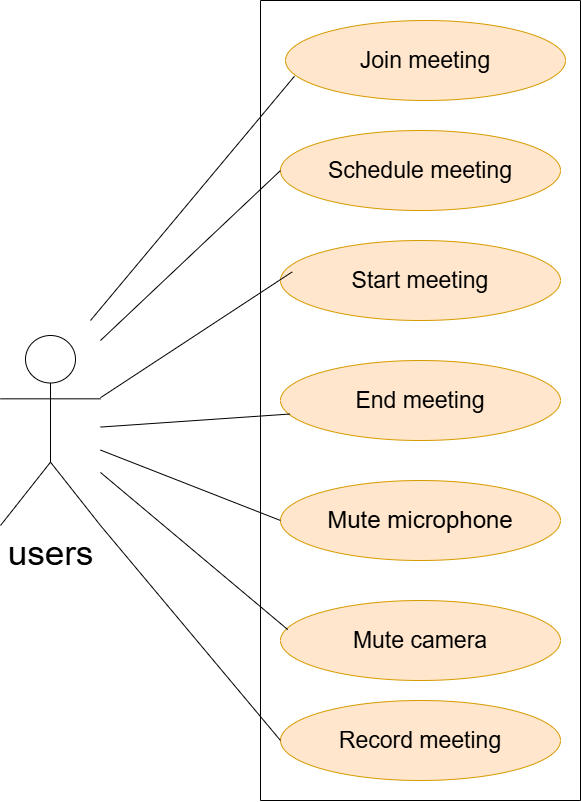 Join meeting
Schedule meeting
Start meeting
End meeting
Mute microphone
users
Mute camera
Record meeting